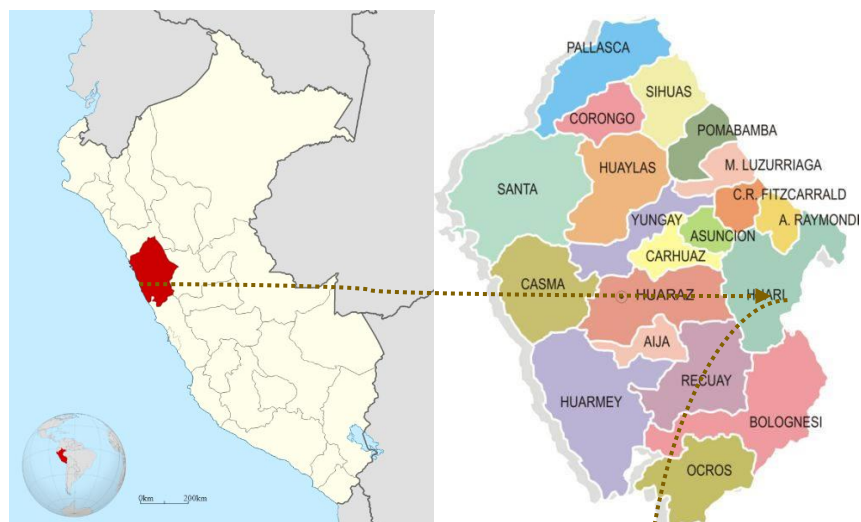 0km 200km
PALLASCA
SIHUAS
CORONGO
POMABAMBA
HUAYLAS
M. LUZURRIAGA
SANTA
C.R. FITZCARRALD
YUNGAY
A. RAYMONDI
ASUNCION
CARHUAZ
CASMA
HUARAZ
HUARI
AIJA
RECUAY
HUARMEY
BOLOGNESI
OCROS